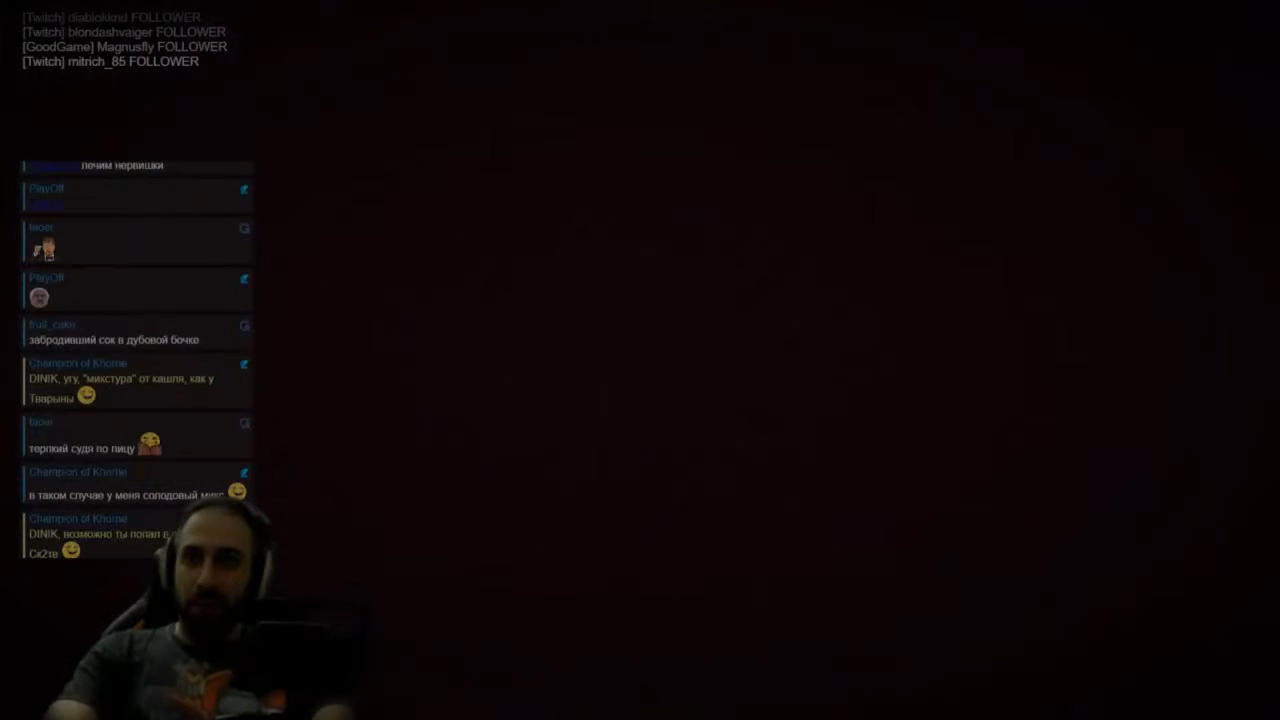 [Twitch] diablokind FOLLOWER
[Twitch] blondashvaiger FOLLOWER
[GoodGame] Magnusfly FOLLOWER
[Twitch] mitrich_85 FOLLOWER
лечим нервишки
PlayOff
PlayOff
fruit_cake
забродивший сок в дубовой бочке
Champion of Khorne
DINIK, угу, "микстура" от кашля, как у
Тварыны
терпкий судя по лицу
Champion of Khorne
в таком случае у меня солодовый микс
Champion of Khorne
DINIK, возможно ты попал в
Ск2тв